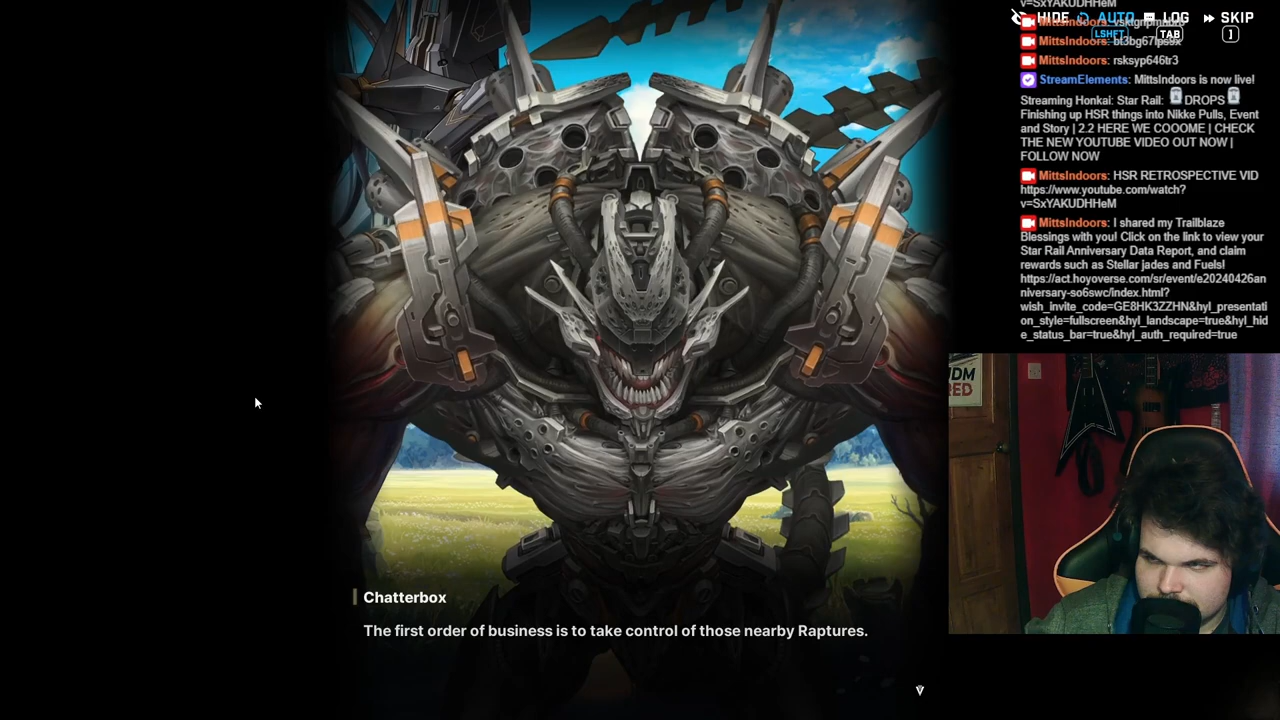 v=SxYAKUDHHeM
HIDE
AUTO
LOG
SKIP
LSHFT
TAB
]
MittsIndoors:
MittsIndoors: bt3bg67lps9x
MittsIndoors: rsksyp646tr3
StreamElements: MittsIndoors is now live!
Streaming Honkai: Star Rail: DROPS
Finishing up HSR things into Nikke Pulls, Event
and Story | 2.2 HERE WE COOOME | CHECK
THE NEW YOUTUBE VIDEO OUT NOW |
FOLLOW NOW
MittsIndoors: HSR RETROSPECTIVE VID
https://www.youtube.com/watch?
v=SxYAKUDHHeM
MittsIndoors: I shared my Trailblaze
Blessings with you! Click on the link to view your
Star Rail Anniversary Data Report, and claim
rewards such as Stellar jades and Fuels!
https://act.hoyoverse.com/sr/event/e20240426an
niversary-so6swc/index.html?
wish_invite_code=GE8HK3ZZHN&hyl_presentati
on_style=fullscreen&hyl_landscape=true&hyl_hid
e_status_bar=true&hyl_auth_required=true
Chatterbox
The first order of business is to take control of those nearby Raptures.